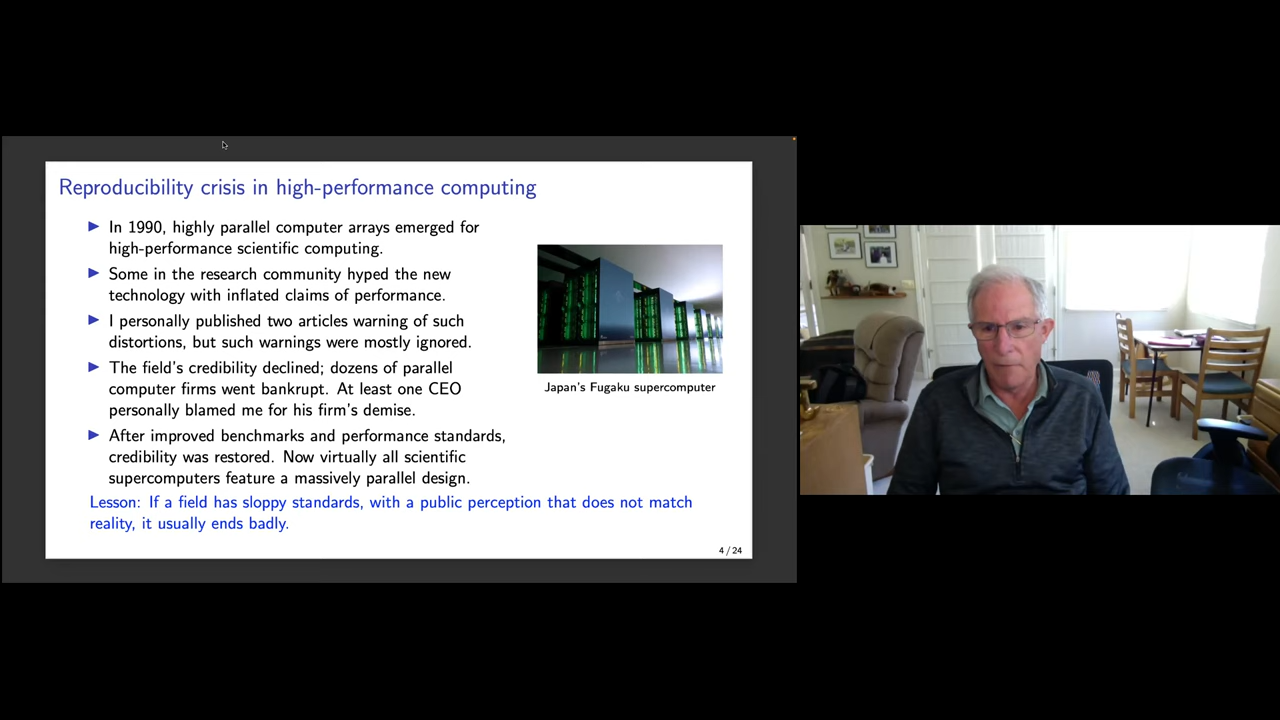 Reproducibility crisis in high-performance computing
▶ In 1990, highly parallel computer arrays emerged for
high-performance scientific computing.
▶ Some in the research community hyped the new
technology with inflated claims of performance.
▶ I personally published two articles warning of such
distortions, but such warnings were mostly ignored.
▶ The field's credibility declined; dozens of parallel
computer firms went bankrupt. At least one CEO
personally blamed me for his firm's demise.
▶ After improved benchmarks and performance standards,
credibility was restored. Now virtually all scientific
supercomputers feature a massively parallel design.
Japan's Fugaku supercomputer
Lesson: If a field has sloppy standards, with a public perception that does not match
reality, it usually ends badly.
4 / 24